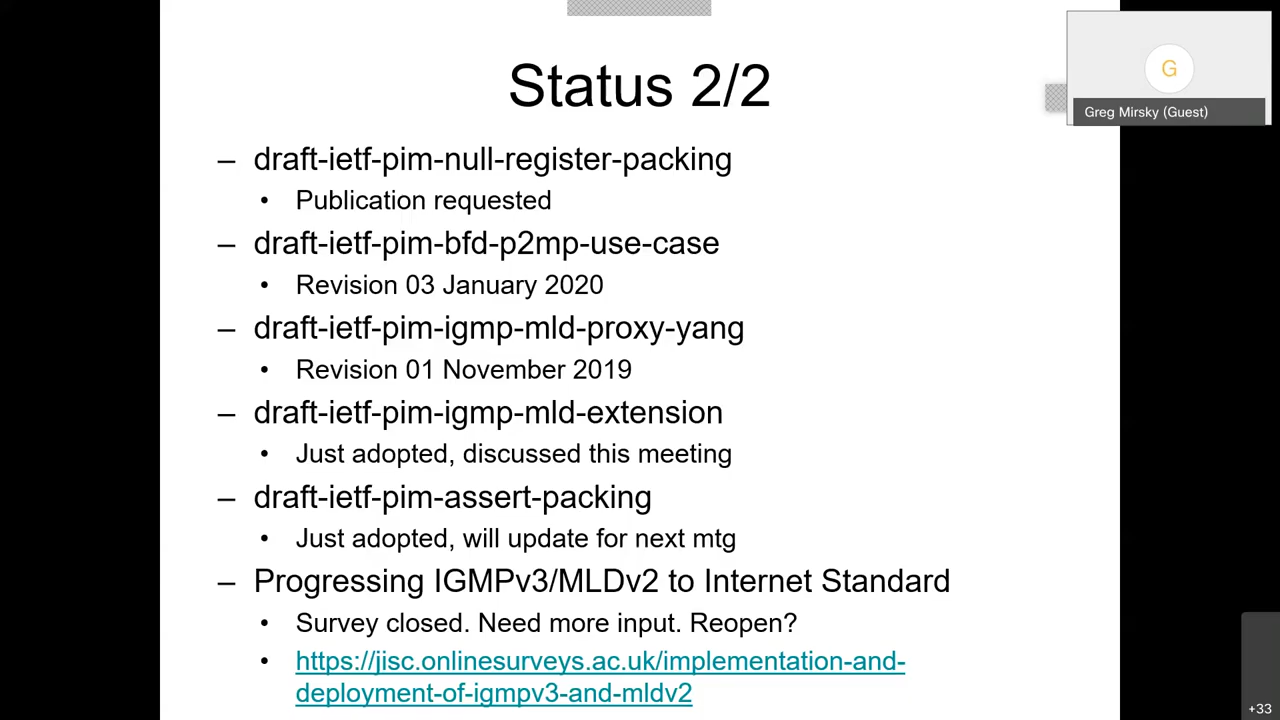 Status 2/2
G
Greg Mirsky (Guest)
– draft-ietf-pim-null-register-packing
• Publication requested
– draft-ietf-pim-bfd-p2mp-use-case
• Revision 03 January 2020
– draft-ietf-pim-igmp-mld-proxy-yang
• Revision 01 November 2019
– draft-ietf-pim-igmp-mld-extension
• Just adopted, discussed this meeting
– draft-ietf-pim-assert-packing
• Just adopted, will update for next mtg
– Progressing IGMPv3/MLDv2 to Internet Standard
• Survey closed. Need more input. Reopen?
• https://jisc.onlinesurveys.ac.uk/implementation-and-
deployment-of-igmpv3-and-mldv2
+33